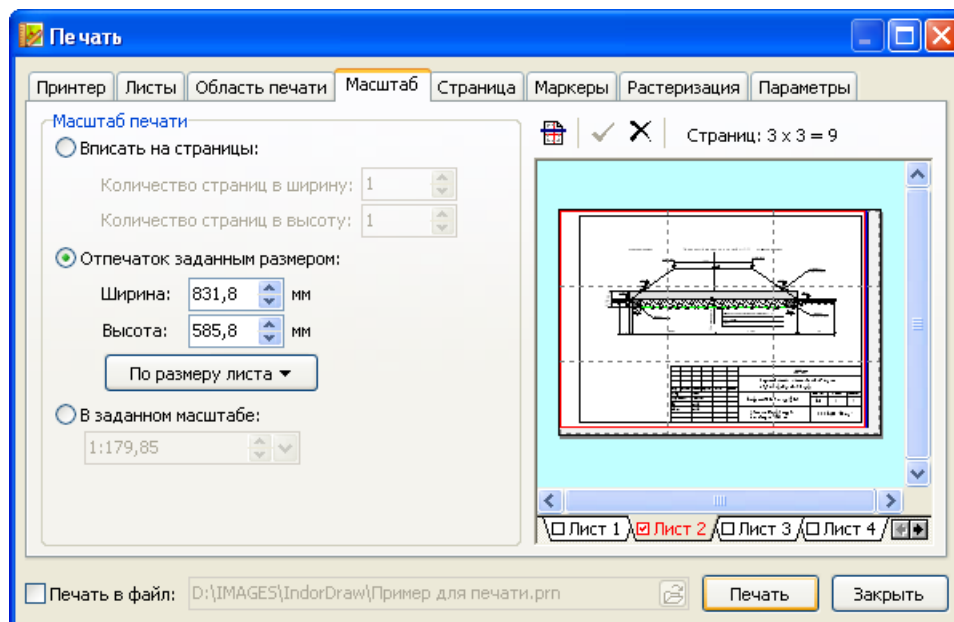 Печать
Принтер Листы Область печати Масштаб Страница Маркеры Растеризация Параметры
Масштаб печати
Вписать на страницы:
Количество страниц в ширину: 1
Количество страниц в высоту: 1
Отпечаток заданным размером:
Ширина: 831,8 мм
Высота: 585,8 мм
По размеру листа
В заданном масштабе:
1:179,85
Страниц: 3 x 3 = 9
Лист 1 Лист 2 Лист 3 Лист 4
Печать в файл: D:\IMAGES\IndorDraw\Пример для печати.prn Печать Закрыть